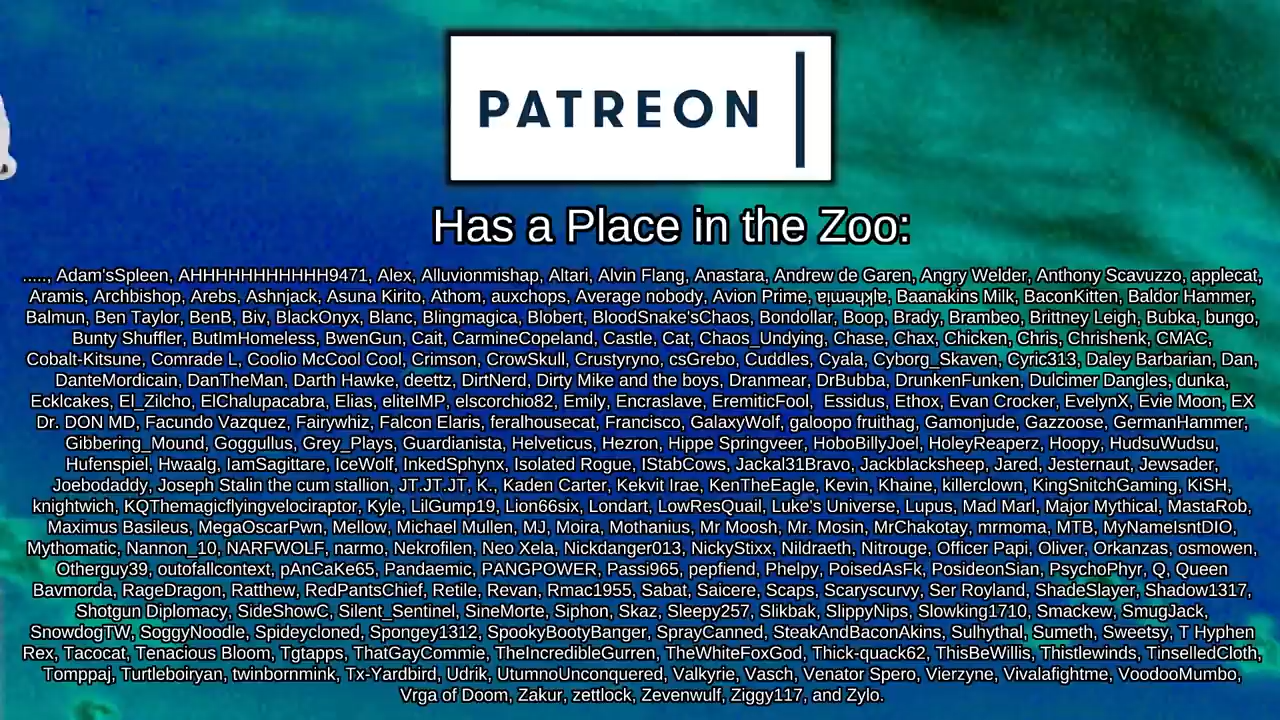 PATREON
Has a Place in the Zoo:
....., Adam'sSpleen, AHHHHHHHHHHH9471, Alex, Alluvionmishap, Altari, Alvin Flang, Anastara, Andrew de Garen, Angry Welder, Anthony Scavuzzo, applecat,
Aramis, Archbishop, Arebs, Ashnjack, Asuna Kirito, Athom, auxchops, Average nobody, Avion Prime, Baanakins Milk, BaconKitten, Baldor Hammer,
Balmun, Ben Taylor, BenB, Biv, BlackOnyx, Blanc, Blingmagica, Blobert, BloodSnake'sChaos, Bondollar, Boop, Brady, Brambeo, Brittney Leigh, Bubka, bungo,
Bunty Shuffler, ButImHomeless, BwenGun, Cait, CarmineCopeland, Castle, Cat, Chaos_Undying, Chase, Chax, Chicken, Chris, Chrishenk, CMAC,
Cobalt-Kitsune, Comrade L, Coolio McCool Cool, Crimson, CrowSkull, Crustyryno, csGrebo, Cuddles, Cyala, Cyborg_Skaven, Cyric313, Daley Barbarian, Dan,
DanteMordicain, DanTheMan, Darth Hawke, deettz, DirtNerd, Dirty Mike and the boys, Dranmear, DrBubba, DrunkenFunken, Dulcimer Dangles, dunka,
Ecklcakes, El_Zilcho, ElChalupacabra, Elias, eliteIMP, elscorchio82, Emily, Encraslave, EremiticFool, Essidus, Ethox, Evan Crocker, EvelynX, Evie Moon, EX
Dr. DON MD, Facundo Vazquez, Fairywhiz, Falcon Elaris, feralhousecat, Francisco, GalaxyWolf, galoopo fruithag, Gamonjude, Gazzoose, GermanHammer,
Gibbering_Mound, Goggullus, Grey_Plays, Guardianista, Helveticus, Hezron, Hippe Springveer, HoboBillyJoel, HoleyReaperz, Hoopy, HudsuWudsu,
Hufenspiel, Hwaalg, IamSagittare, IceWolf, InkedSphynx, Isolated Rogue, IStabCows, Jackal31Bravo, Jackblacksheep, Jared, Jesternaut, Jewsader,
Joebodaddy, Joseph Stalin the cum stallion, JT.JT.JT, K., Kaden Carter, Kekvit Irae, KenTheEagle, Kevin, Khaine, killerclown, KingSnitchGaming, KiSH,
knightwich, KQThemagicflyingvelociraptor, Kyle, LilGump19, Lion66six, Londart, LowResQuail, Luke's Universe, Lupus, Mad Marl, Major Mythical, MastaRob,
Maximus Basileus, MegaOscarPwn, Mellow, Michael Mullen, MJ, Moira, Mothanius, Mr Moosh, Mr. Mosin, MrChakotay, mrmoma, MTB, MyNameIsntDIO,
Mythomatic, Nannon_10, NARFWOLF, narmo, Nekrofilen, Neo Xela, Nickdanger013, NickyStixx, Nildraeth, Nitrouge, Officer Papi, Oliver, Orkanzas, osmowen,
Otherguy39, outofallcontext, pAnCaKe65, Pandaemic, PANGPOWER, Passi965, pepfiend, Phelpy, PoisedAsFk, PosideonSian, PsychoPhyr, Q, Queen
Bavmorda, RageDragon, Ratthew, RedPantsChief, Retile, Revan, Rmac1955, Sabat, Saicere, Scaps, Scaryscurvy, Ser Royland, ShadeSlayer, Shadow1317,
Shotgun Diplomacy, SideShowC, Silent_Sentinel, SineMorte, Siphon, Skaz, Sleepy257, Slikbak, SlippyNips, Slowking1710, Smackew, SmugJack,
SnowdogTW, SoggyNoodle, Spideycloned, Spongey1312, SpookyBootyBanger, SprayCanned, SteakAndBaconAkins, Sulhythal, Sumeth, Sweetsy, T Hyphen
Rex, Tacocat, Tenacious Bloom, Tgtapps, ThatGayCommie, TheIncredibleGurren, TheWhiteFoxGod, Thick-quack62, ThisBeWillis, Thistlewinds, TinselledCloth,
Tomppaj, Turtleboiryan, twinbornmink, Tx-Yardbird, Udrik, UtumnoUnconquered, Valkyrie, Vasch, Venator Spero, Vierzyne, Vivalafightme, VoodooMumbo,
Vrga of Doom, Zakur, zettlock, Zevenwulf, Ziggy117, and Zylo.